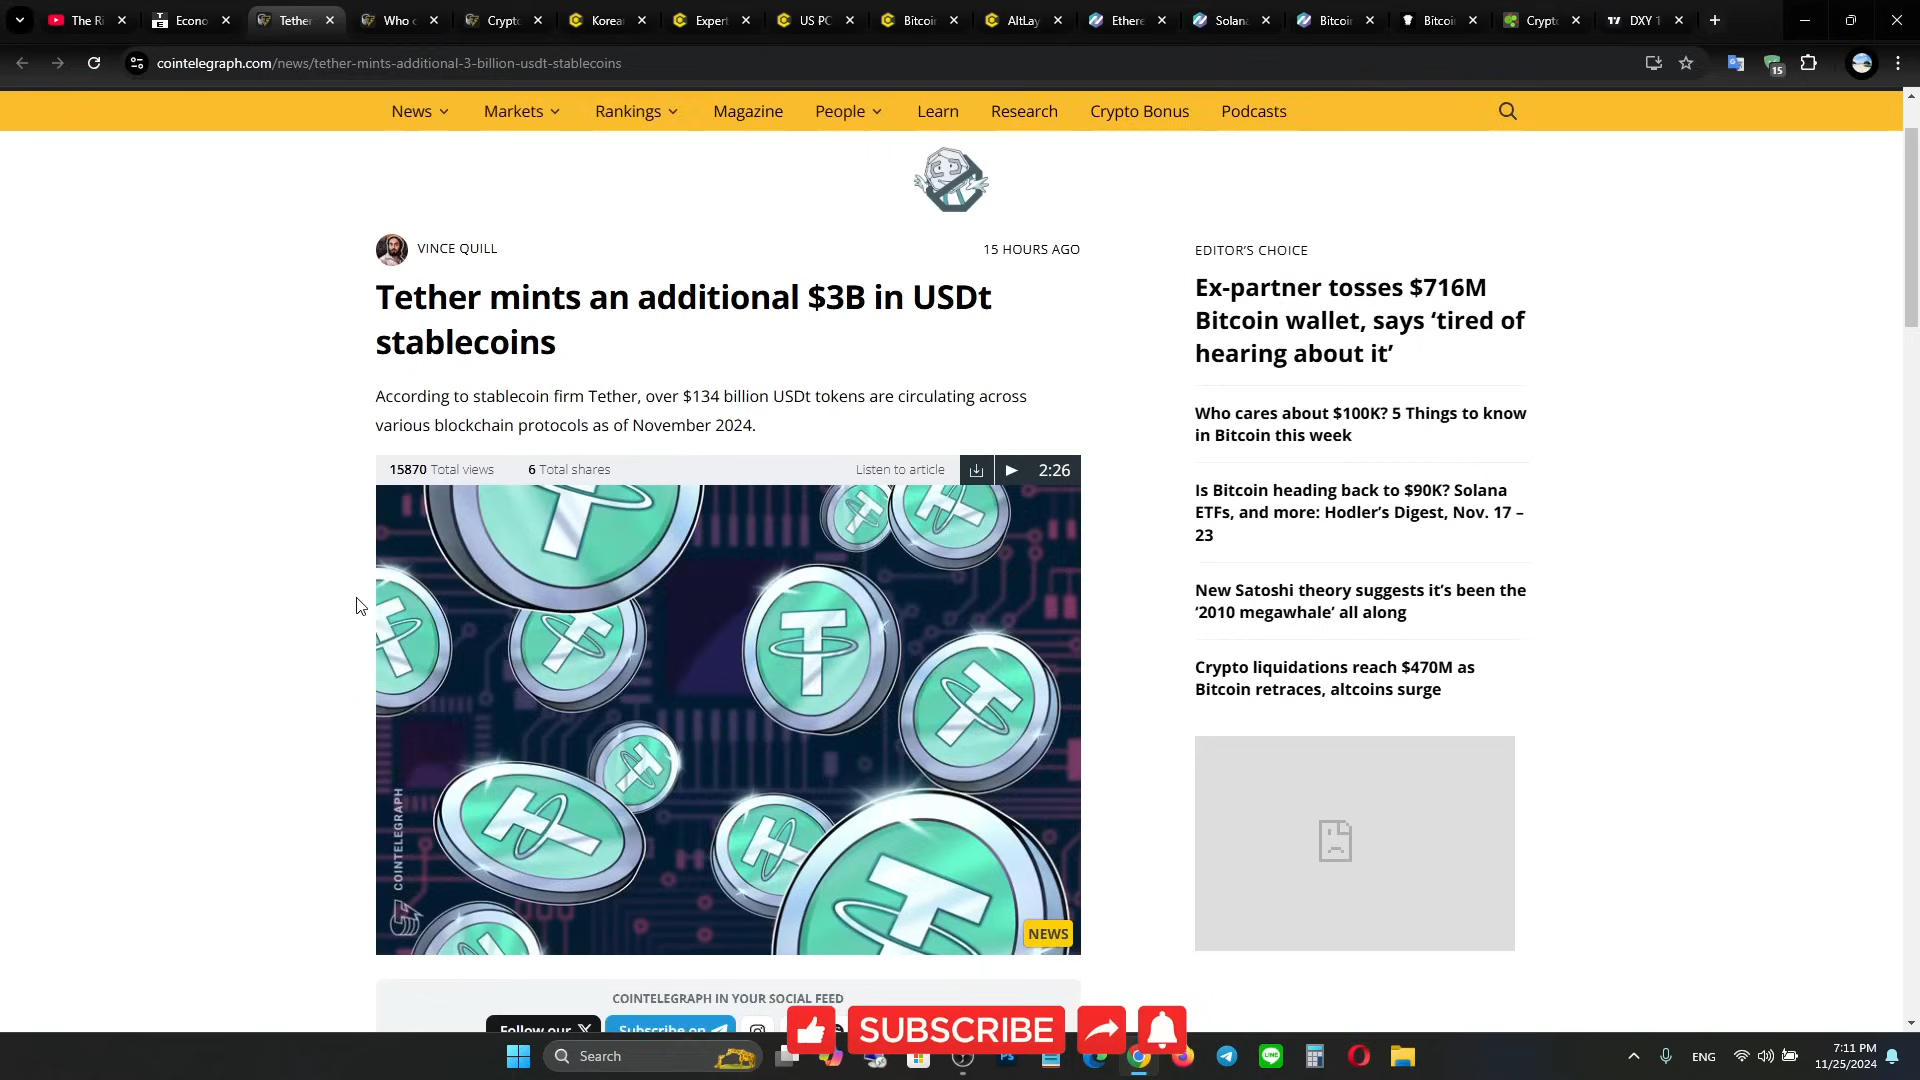 The Ri
Econo
Tether
Who c
Crypto
Korea
Expert
US PC
Bitcoin
AltLay
Ethere
Solana
Bitcoin
Bitcoi
Crypto
DXY 1
cointelegraph.com/news/tether-mints-additional-3-billion-usdt-stablecoins
15
News
Markets
Rankings
Magazine
People
Learn
Research
Crypto Bonus
Podcasts
VINCE QUILL
15 HOURS AGO
Tether mints an additional $3B in USDt
stablecoins
According to stablecoin firm Tether, over $134 billion USDt tokens are circulating across
various blockchain protocols as of November 2024.
15870 Total views
6 Total shares
Listen to article
2:26
COINTELEGRAPH
NEWS
COINTELEGRAPH IN YOUR SOCIAL FEED
Follow our X
Subscribe on
EDITOR’S CHOICE
Ex-partner tosses $716M
Bitcoin wallet, says ‘tired of
hearing about it’
Who cares about $100K? 5 Things to know
in Bitcoin this week
Is Bitcoin heading back to $90K? Solana
ETFs, and more: Hodler’s Digest, Nov. 17 –
23
New Satoshi theory suggests it’s been the
‘2010 megawhale’ all along
Crypto liquidations reach $470M as
Bitcoin retraces, altcoins surge
SUBSCRIBE
Search
ENG
7:11 PM
11/25/2024